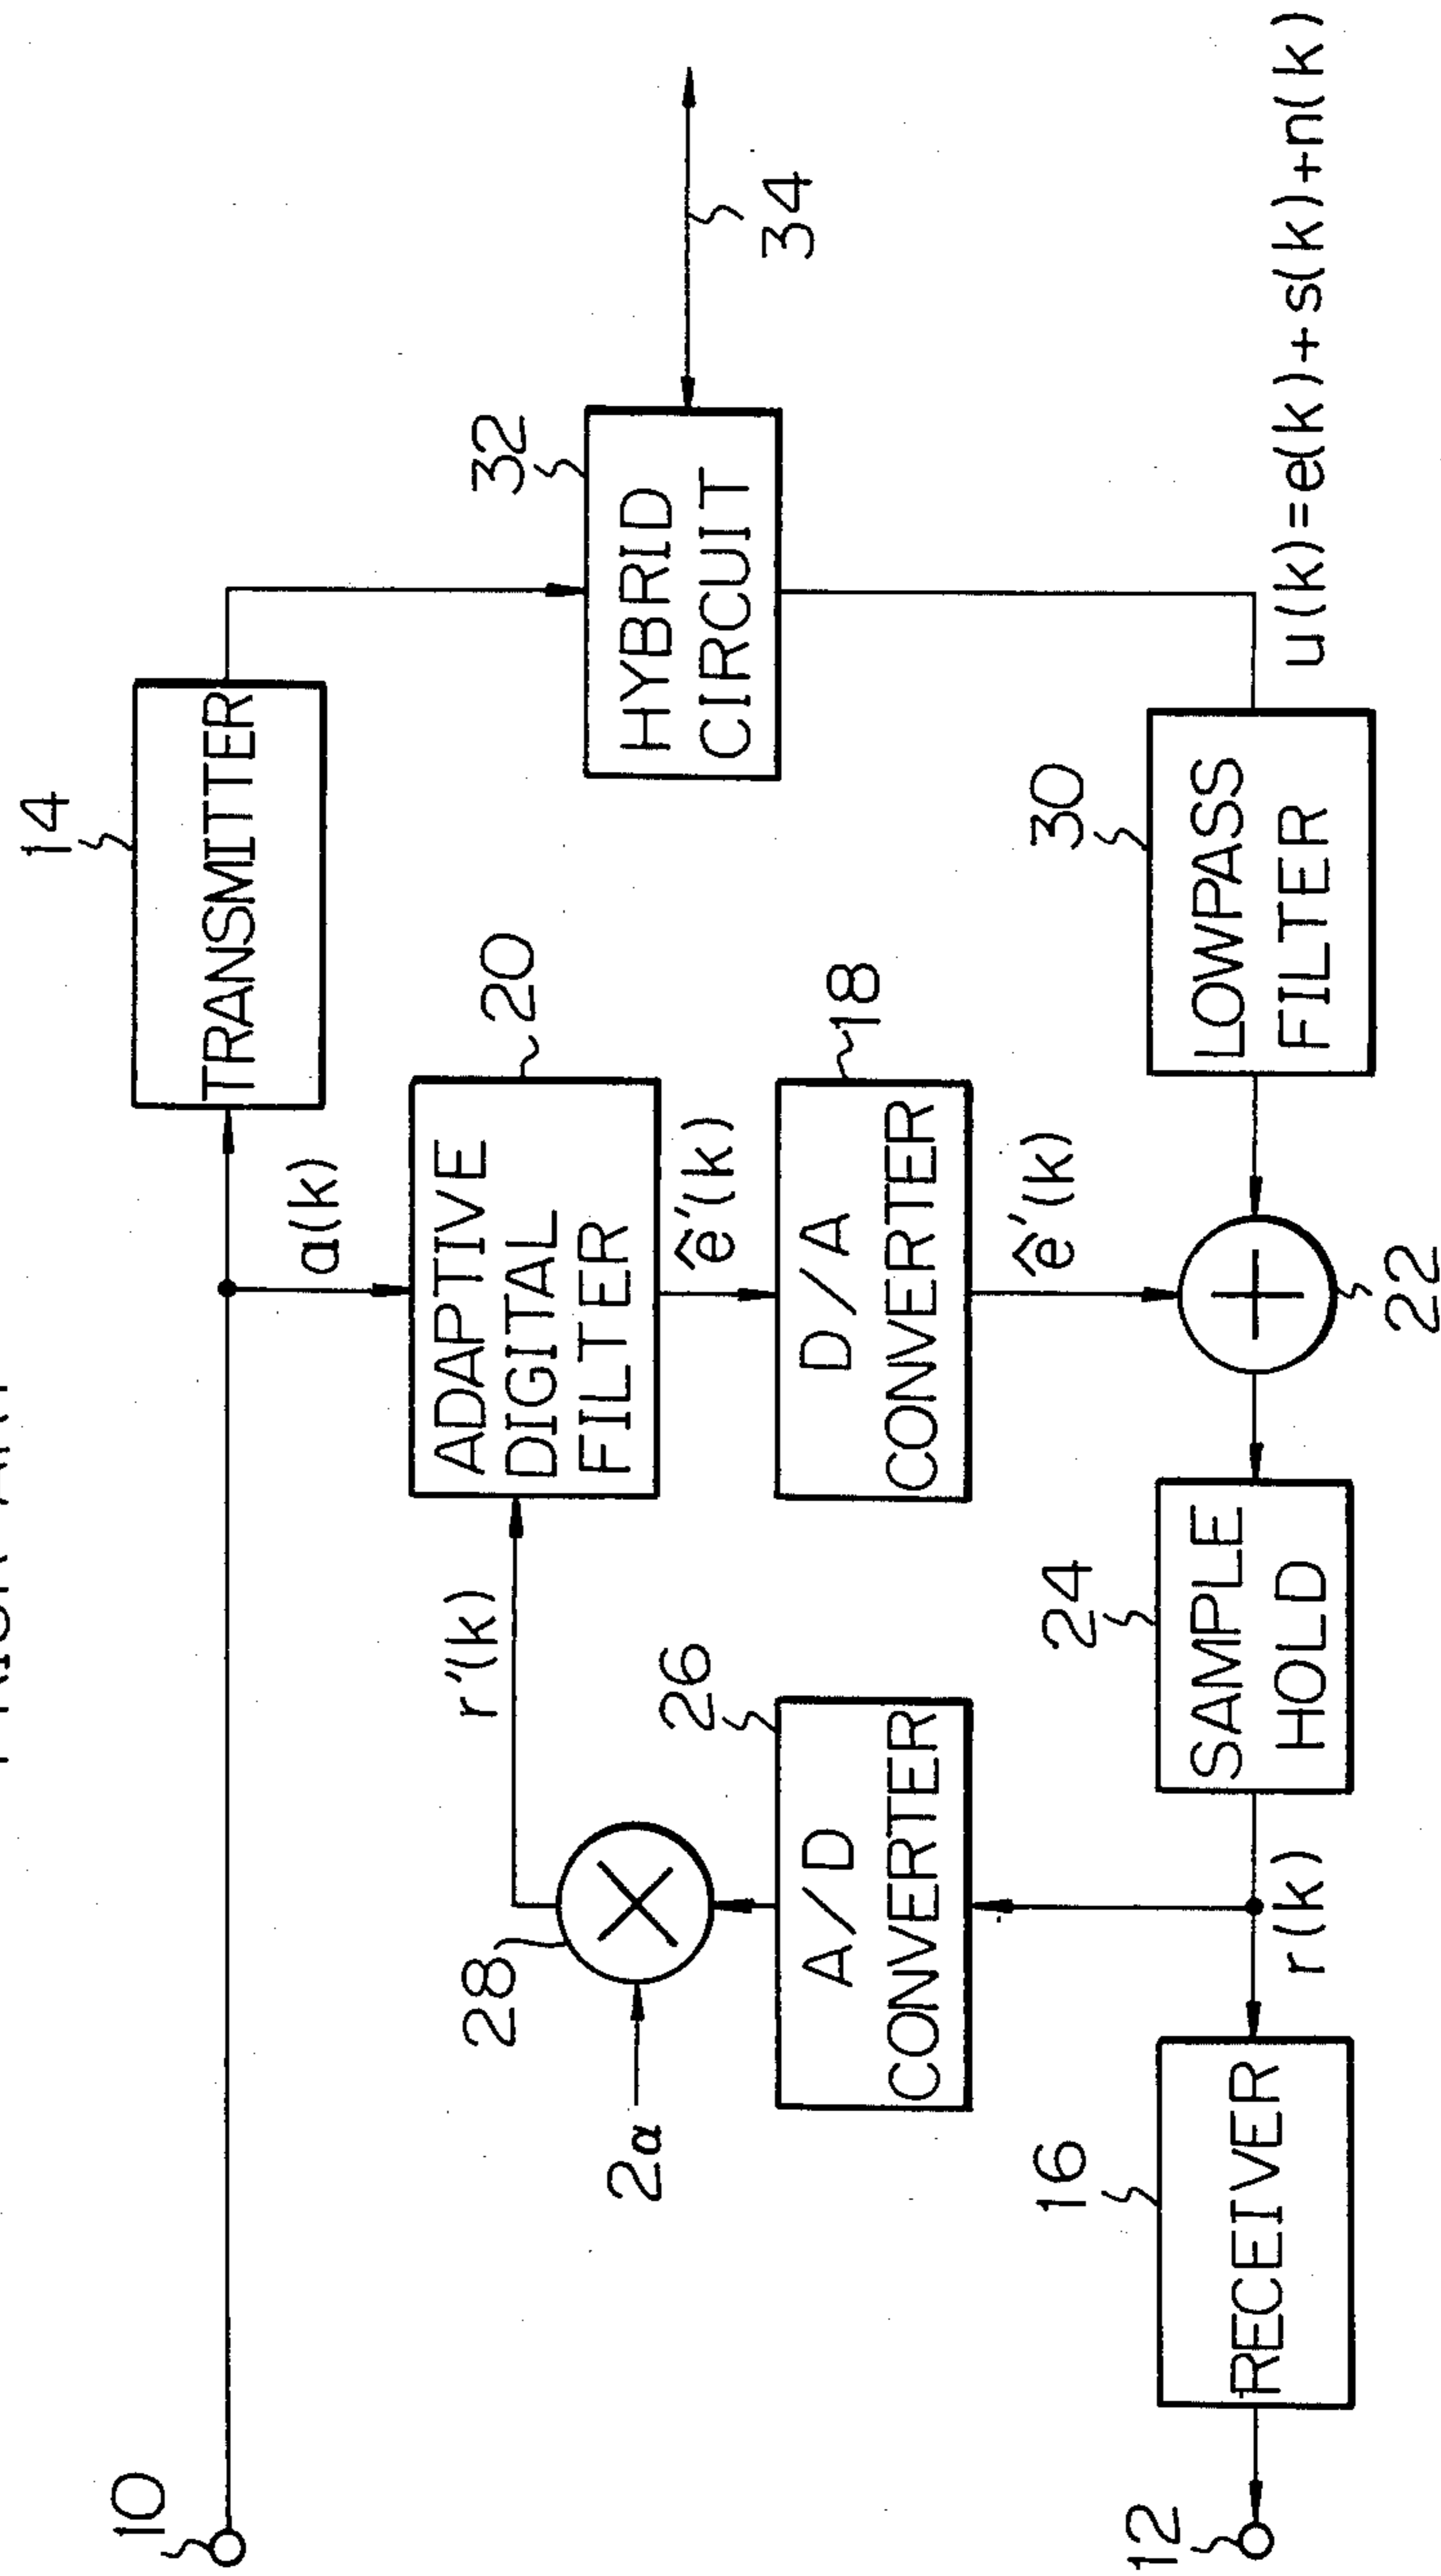 PRIOR ART
10
14
TRANSMITTER
a(k)
32
HYBRID
CIRCUIT
34
20
ADAPTIVE
DIGITAL
FILTER
r'(k)
28
2α
ê'(k)
18
D/A
CONVERTER
26
A/D
CONVERTER
ê'(k)
30
LOWPASS
FILTER
u(k)=e(k)+s(k)+n(k)
22
24
SAMPLE
HOLD
r(k)
16
RECEIVER
12